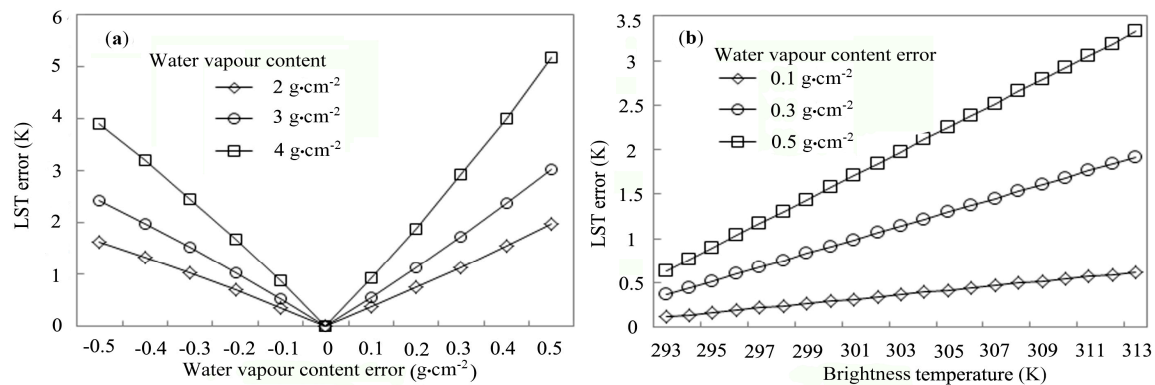 (a)
Water vapour content
2 g•cm-2
3 g•cm-2
4 g•cm-2
LST error (K)
6
5
4
3
2
1
0
-0.5 -0.4 -0.3 -0.2 -0.1 0 0.1 0.2 0.3 0.4 0.5
Water vapour content error (g•cm-2)
(b)
Water vapour content error
0.1 g•cm-2
0.3 g•cm-2
0.5 g•cm-2
LST error (K)
3.5
3
2.5
2
1.5
1
0.5
0
293 295 297 299 301 303 305 307 309 311 313
Brightness temperature (K)